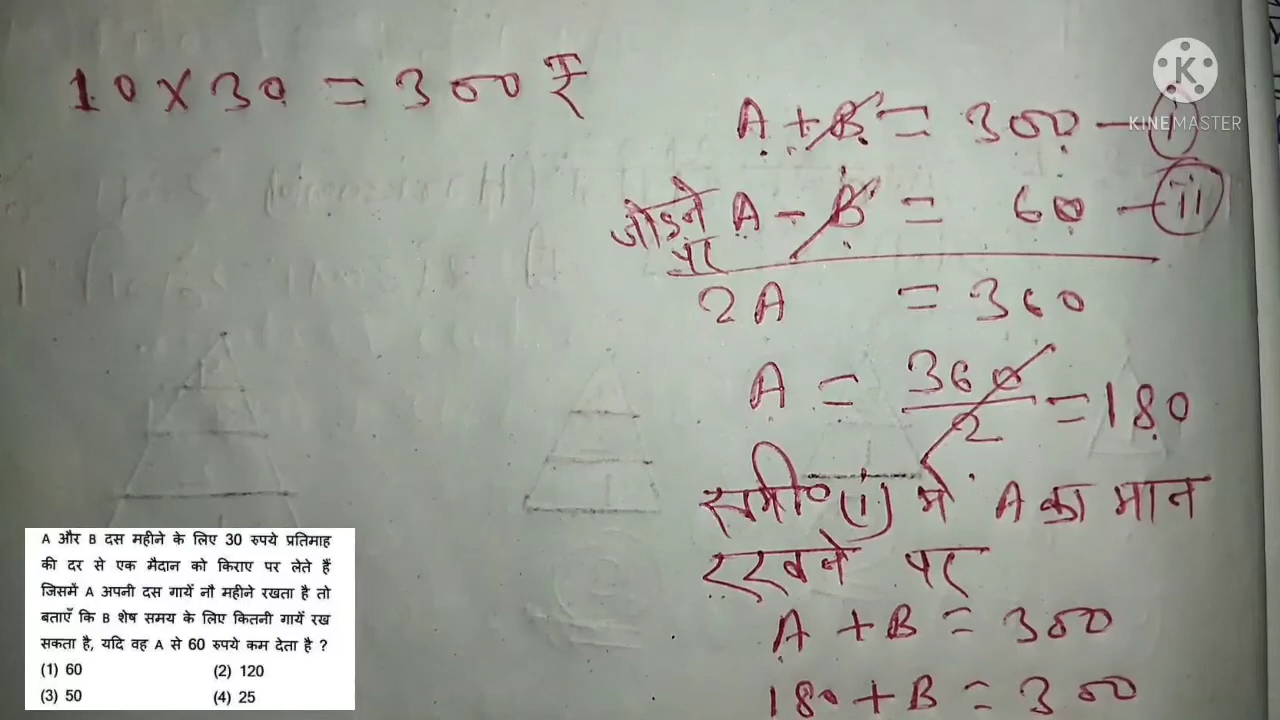 10 × 30 = 300 ₹
KINEMASTER
A + B = 300 — (i)
जोडने पर A - B = 60 — (ii)
2A = 360
A = 360/2 = 180
समी० (i) में A का मान
रखने पर
A + B = 300
180 + B = 300
A और B दस महीने के लिए 30 रुपये प्रतिमाह
की दर से एक मैदान को किराए पर लेते हैं
जिसमें A अपनी दस गायें नौ महीने रखता है तो
बताएँ कि B शेष समय के लिए कितनी गायें रख
सकता है, यदि वह A से 60 रुपये कम देता है ?
(1) 60 (2) 120
(3) 50 (4) 25